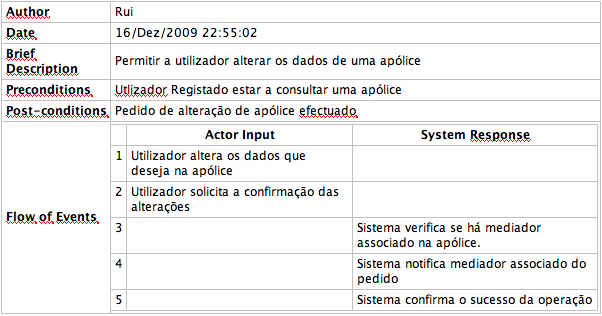 Author Rui
Date 16/Dez/2009 22:55:02
Brief
Description Permitir a utilizador alterar os dados de uma apólice
Preconditions Utlizador Registado estar a consultar uma apólice
Post-conditions Pedido de alteração de apólice efectuado
Flow of Events
Actor Input System Response
1 Utilizador altera os dados que
deseja na apólice
2 Utilizador solicita a confirmação das
alterações
3 Sistema verifica se há mediador
associado na apólice.
4 Sistema notifica mediador associado do
pedido
5 Sistema confirma o sucesso da operação